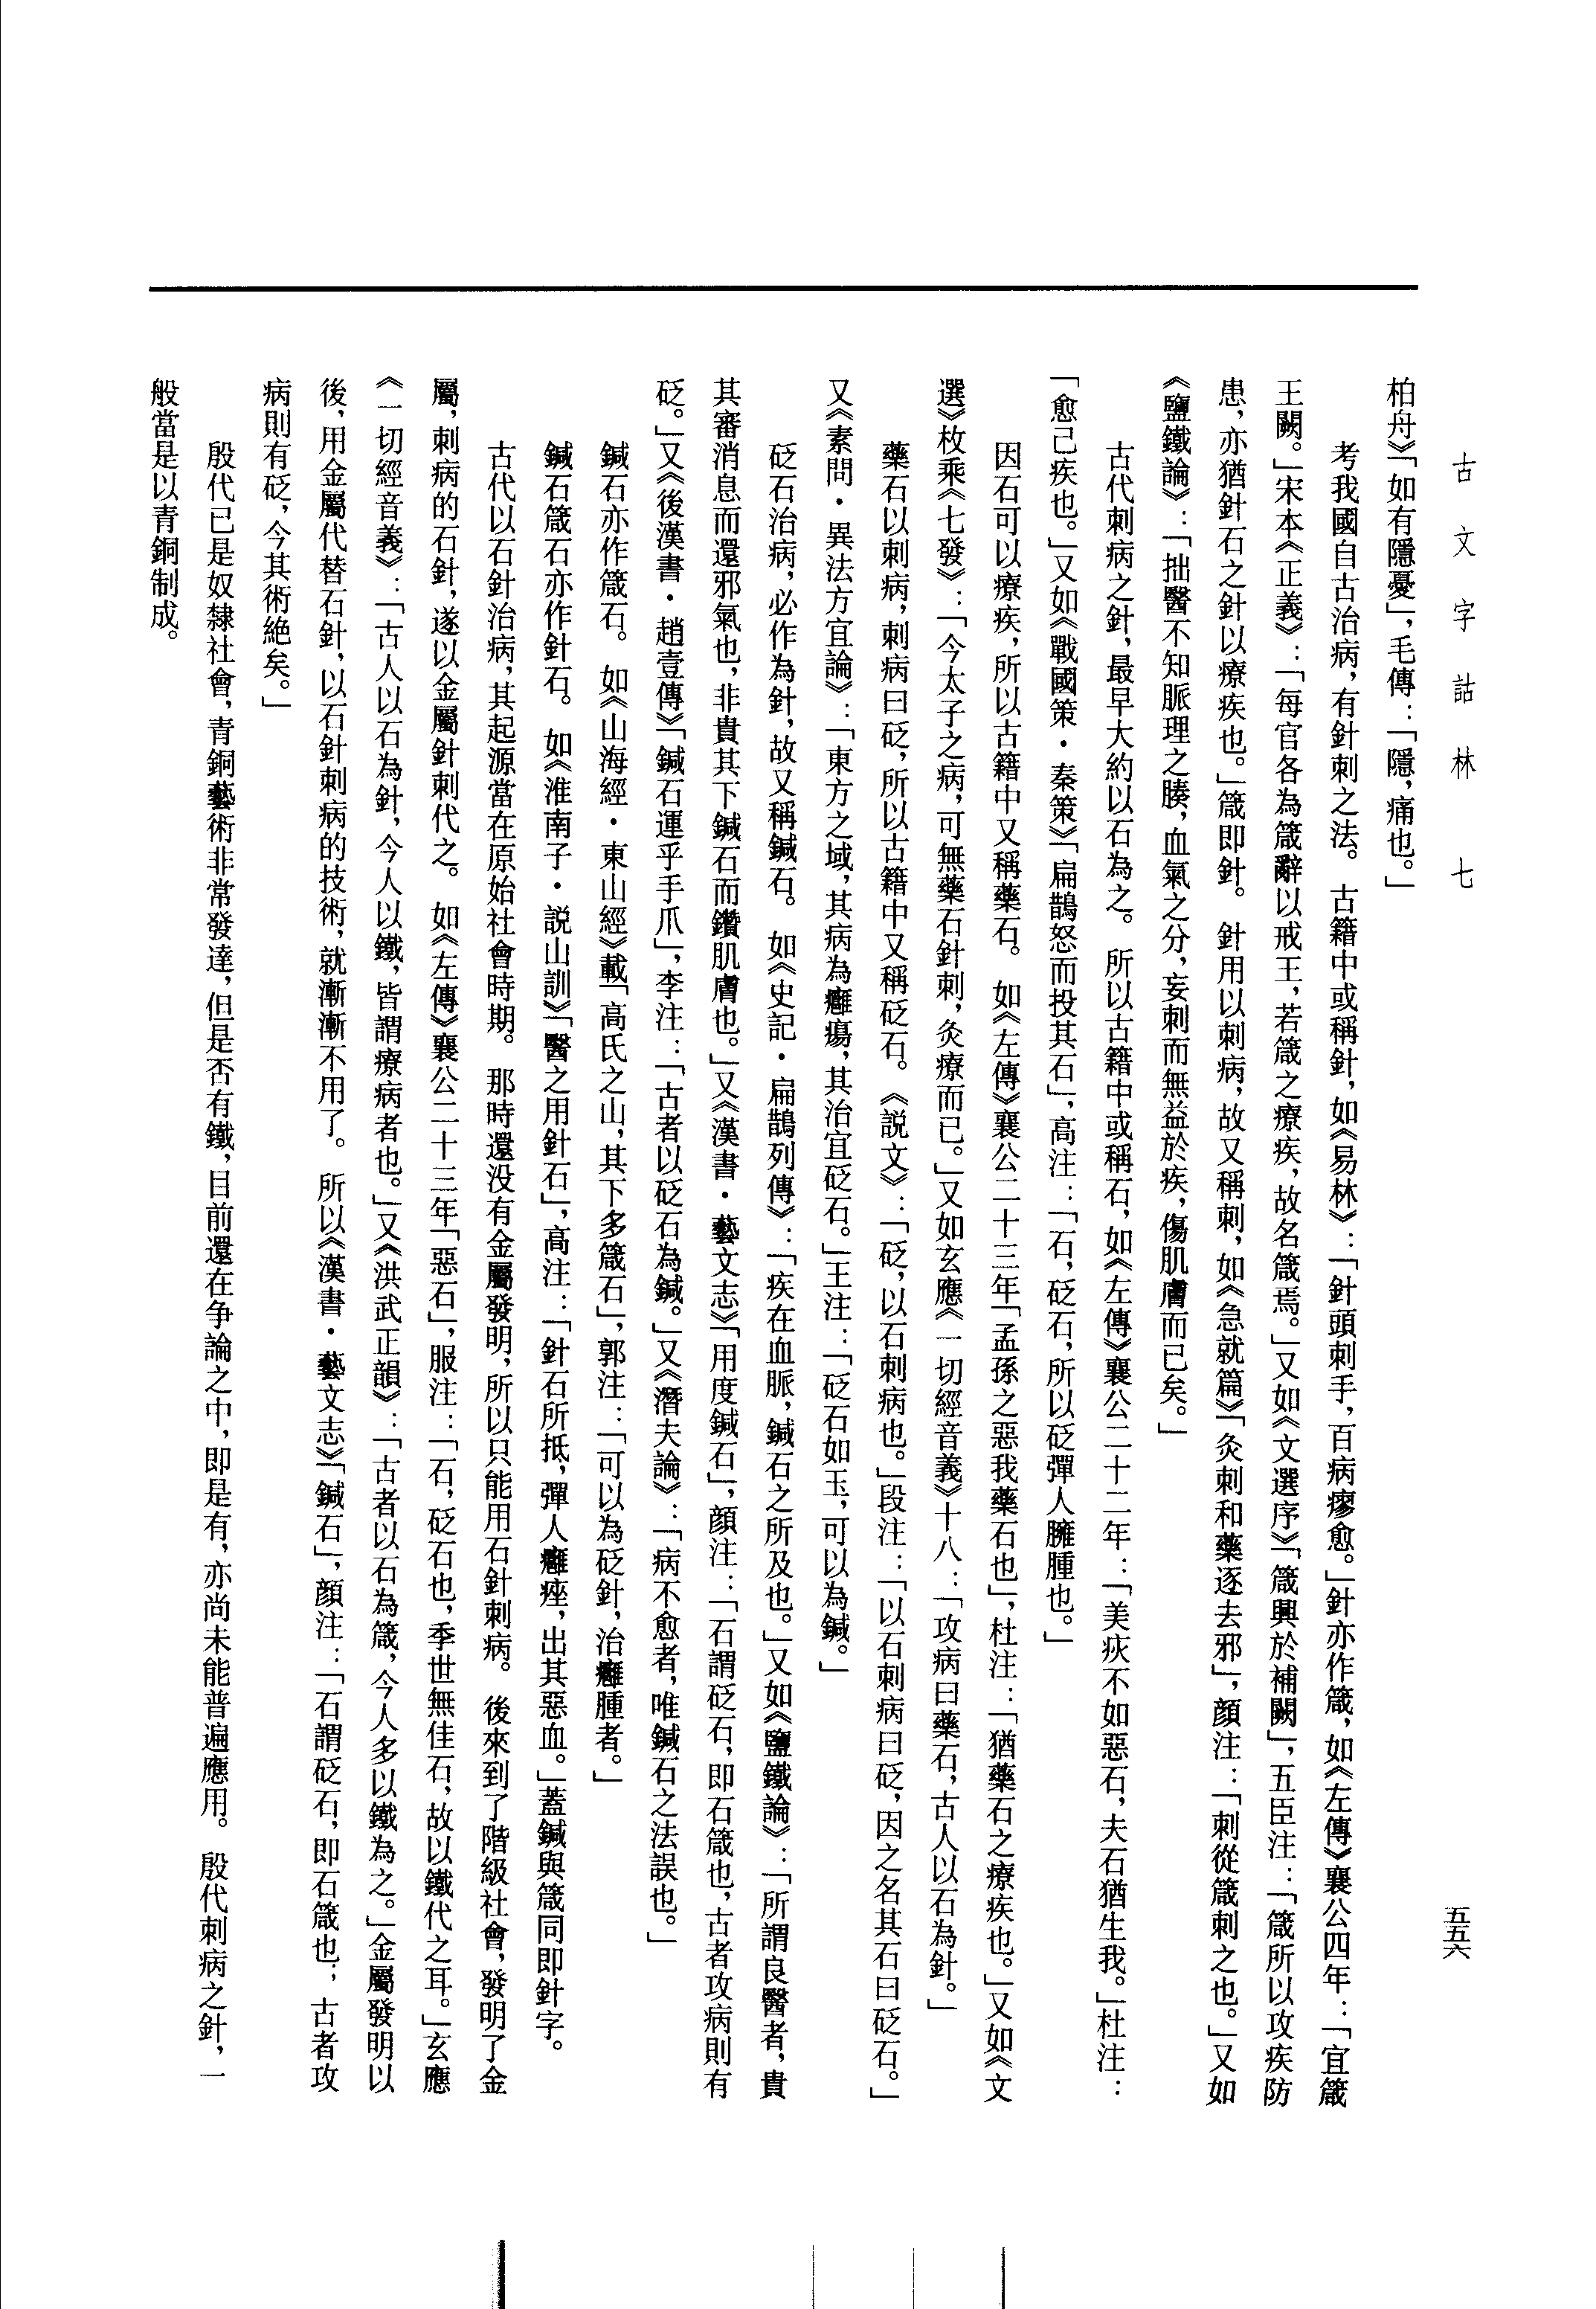 古文字詁林　七
五五六
柏舟》「如有隱憂」，毛傳：「隱，痛也。」
考我國自古治病，有針刺之法。古籍中或稱針，如《易林》：「針頭刺手，百病瘳愈。」針亦作箴，如《左傳》襄公四年：「宜箴
王闕。」宋本《正義》：「每官各為箴辭以戒王，若箴之療疾，故名箴焉。」又如《文選序》「箴興於補闕」，五臣注：「箴所以攻疾防
患，亦猶針石之針以療疾也。」箴即針。針用以刺病，故又稱刺，如《急就篇》「灸刺和藥逐去邪」，顏注：「刺從箴刺之也。」又如
《鹽鐵論》：「拙醫不知脈理之腠，血氣之分，妄刺而無益於疾，傷肌膚而已矣。」
古代刺病之針，最早大約以石為之。所以古籍中或稱石，如《左傳》襄公二十二年：「美疢不如惡石，夫石猶生我。」杜注：
「愈己疾也。」又如《戰國策·秦策》「扁鵲怒而投其石」，高注：「石，砭石，所以砭彈人臃腫也。」
因石可以療疾，所以古籍中又稱藥石。如《左傳》襄公二十三年「孟孫之惡我藥石也」，杜注：「猶藥石之療疾也。」又如《文
選》枚乘《七發》：「今太子之病，可無藥石針刺，灸療而已。」又如玄應《一切經音義》十八：「攻病曰藥石，古人以石為針。」
藥石以刺病，刺病曰砭，所以古籍中又稱砭石。《說文》：「砭，以石刺病也。」段注：「以石刺病曰砭，因之名其石曰砭石。」
又《素問·異法方宜論》：「東方之域，其病為癰瘍，其治宜砭石。」王注：「砭石如玉，可以為鍼。」
砭石治病，必作為針，故又稱鍼石。如《史記·扁鵲列傳》：「疾在血脈，鍼石之所及也。」又如《鹽鐵論》：「所謂良醫者，貴
其審消息而還邪氣也，非貴其下鍼石而鑽肌膚也。」又《漢書·藝文志》「用度鍼石」，顏注：「石謂砭石，即石箴也，古者攻病則有
砭。」又《後漢書·趙壹傳》「鍼石運乎手爪」，李注：「古者以砭石為鍼。」又《潛夫論》：「病不愈者，唯鍼石之法誤也。」
鍼石亦作箴石。如《山海經·東山經》載「高氏之山，其下多箴石」，郭注：「可以為砭針，治癰腫者。」
鍼石箴石亦作針石。如《淮南子·説山訓》「醫之用針石」，高注：「針石所抵，彈人癰痤，出其惡血。」蓋鍼與箴同即針字。
古代以石針治病，其起源當在原始社會時期。那時還没有金屬發明，所以只能用石針刺病。後來到了階級社會，發明了金
屬，刺病的石針，遂以金屬針刺代之。如《左傳》襄公二十三年「惡石」，服注：「石，砭石也，季世無佳石，故以鐵代之耳。」玄應
《一切經音義》：「古人以石為針，今人以鐵，皆謂療病者也。」又《洪武正韻》：「古者以石為箴，今人多以鐵為之。」金屬發明以
後，用金屬代替石針，以石針刺病的技術，就漸漸不用了。所以《漢書·藝文志》「鍼石」，顏注：「石謂砭石，即石箴也；古者攻
病則有砭，今其術絶矣。」
殷代已是奴隸社會，青銅藝術非常發達，但是否有鐵，目前還在争論之中，即是有，亦尚未能普遍應用。殷代刺病之針，一
般當是以青銅制成。